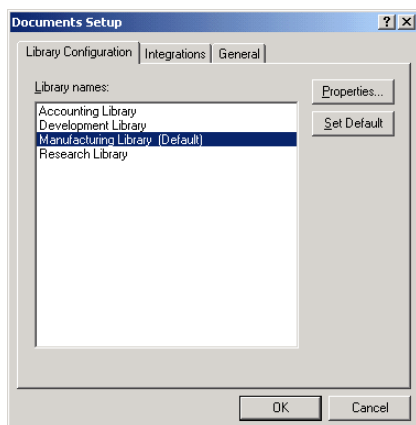 Documents Setup
Library Configuration
Integrations
General
Library names:
Properties...
Accounting Library
Development Library
Set Default
Manufacturing Library (Default)
Research Library
OK
Cancel